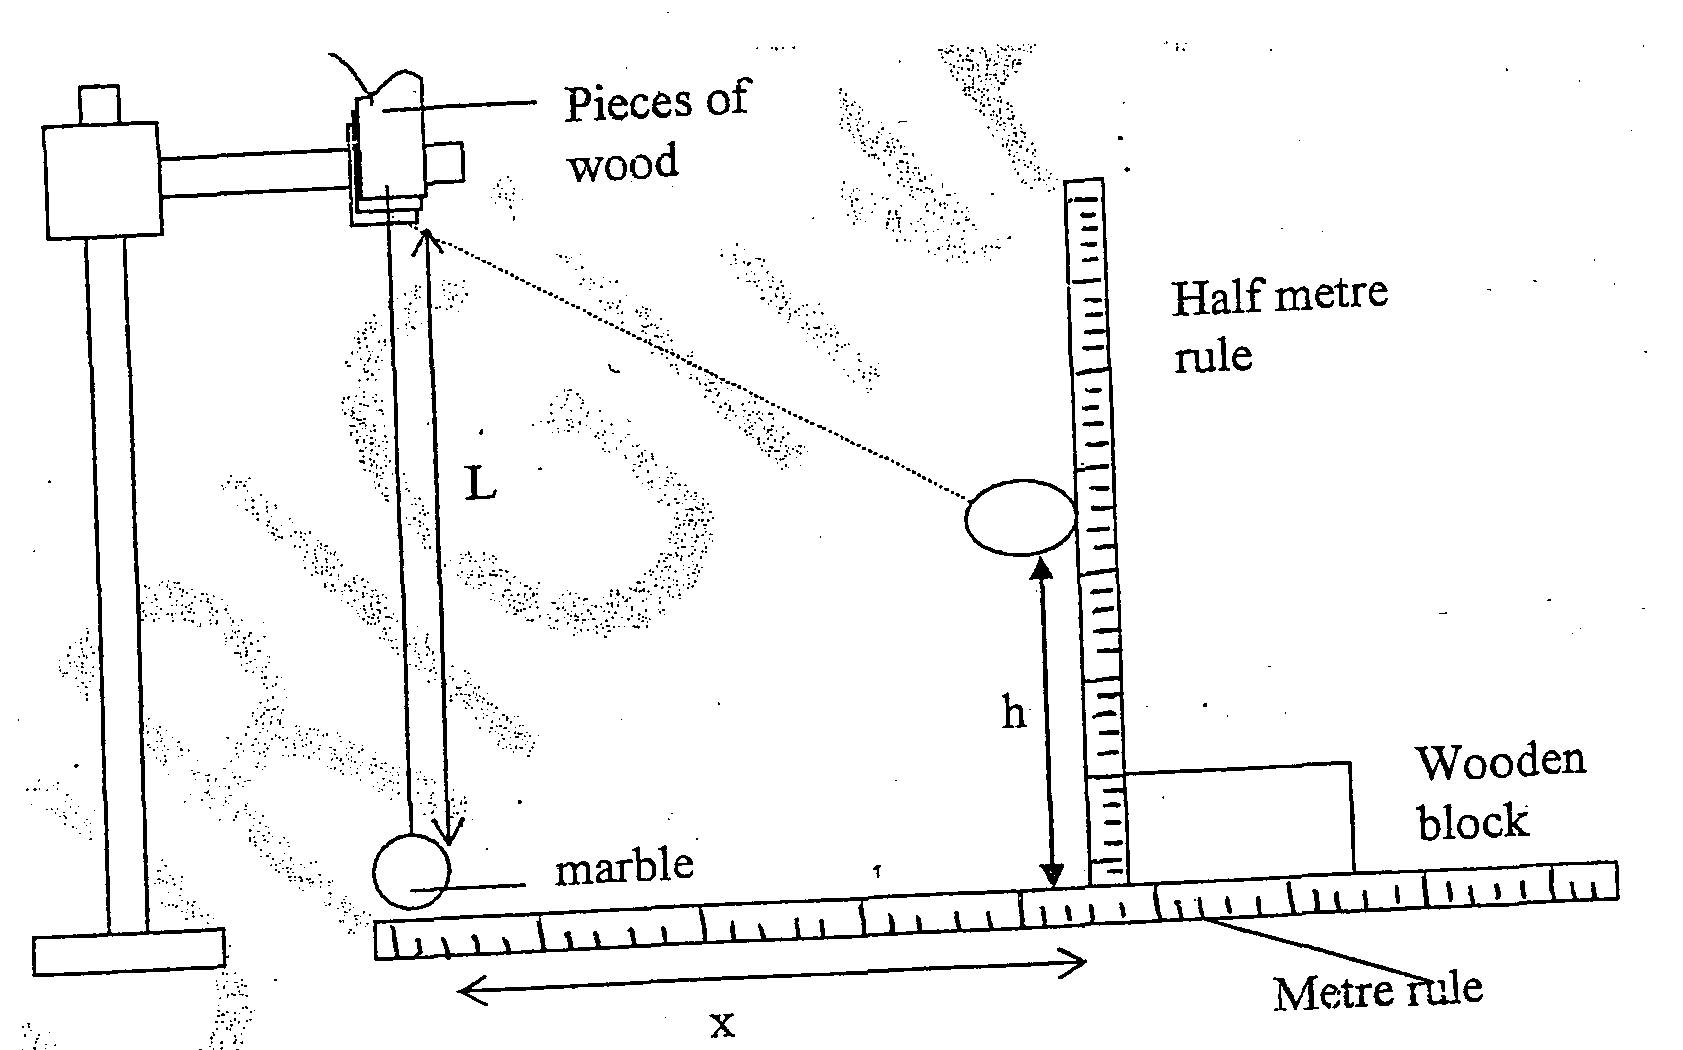 Pieces of
wood
Half metre
rule
L
h
Wooden
block
marble
Metre rule
x